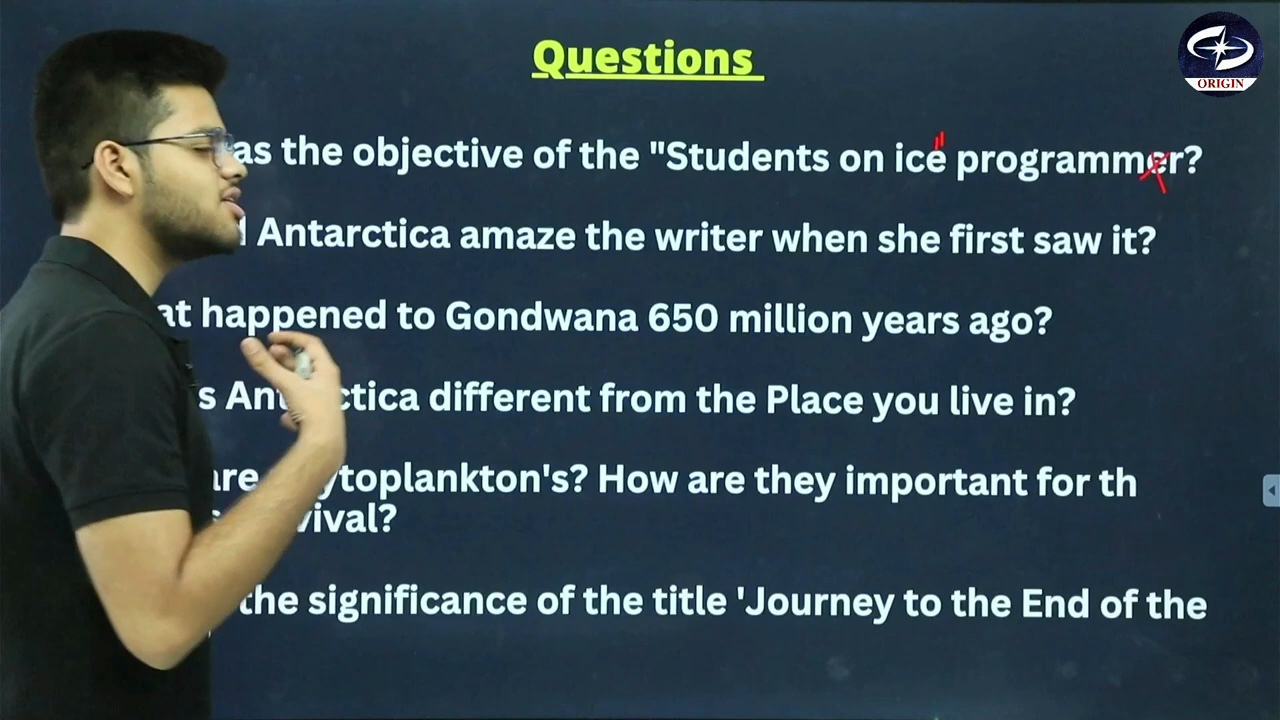 Questions
ORIGIN
as the objective of the "Students on ice" programmer?
Antarctica amaze the writer when she first saw it?
at happened to Gondwana 650 million years ago?
s Antarctica different from the Place you live in?
are ytoplankton's? How are they important for th
vival?
the significance of the title 'Journey to the End of the